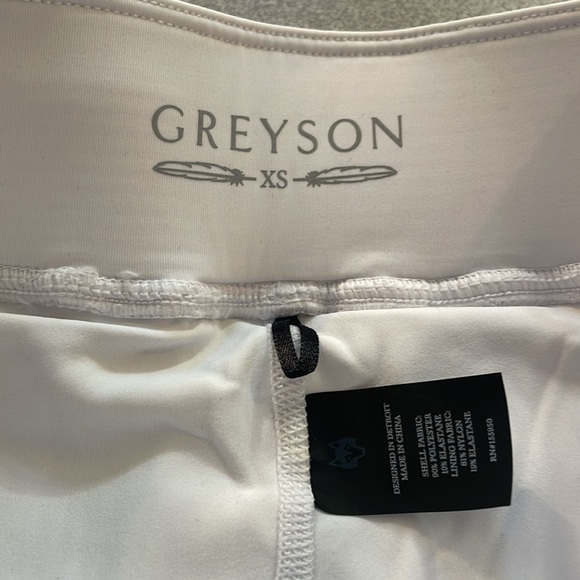 GREYSON
XS
DESIGNED IN DETROIT
MADE IN CHINA
SHELL FABRIC:
90% POLYESTER
10% ELASTANE
LINING FABRIC:
81% NYLON
19% ELASTANE
RN#155950